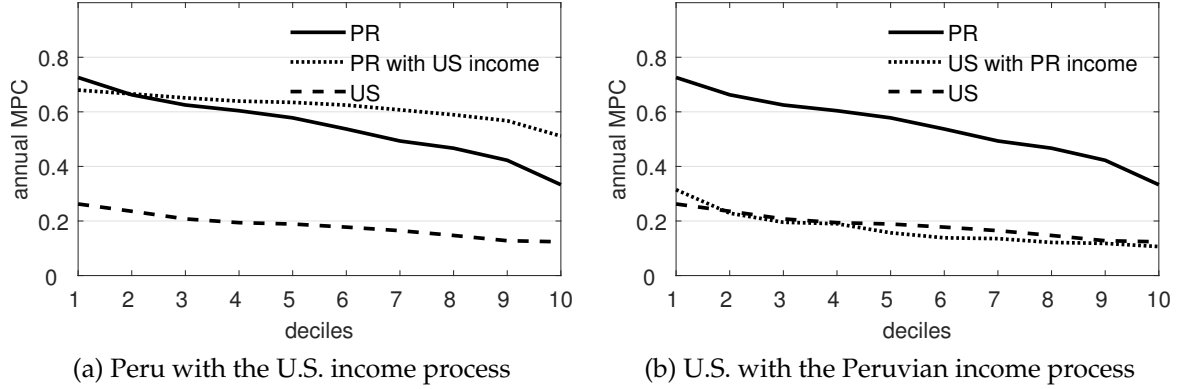 PR
PR with US income
US
annual MPC
0.8
0.6
0.4
0.2
0
1 2 3 4 5 6 7 8 9 10
deciles
(a) Peru with the U.S. income process
PR
US with PR income
US
annual MPC
0.8
0.6
0.4
0.2
0
1 2 3 4 5 6 7 8 9 10
deciles
(b) U.S. with the Peruvian income process